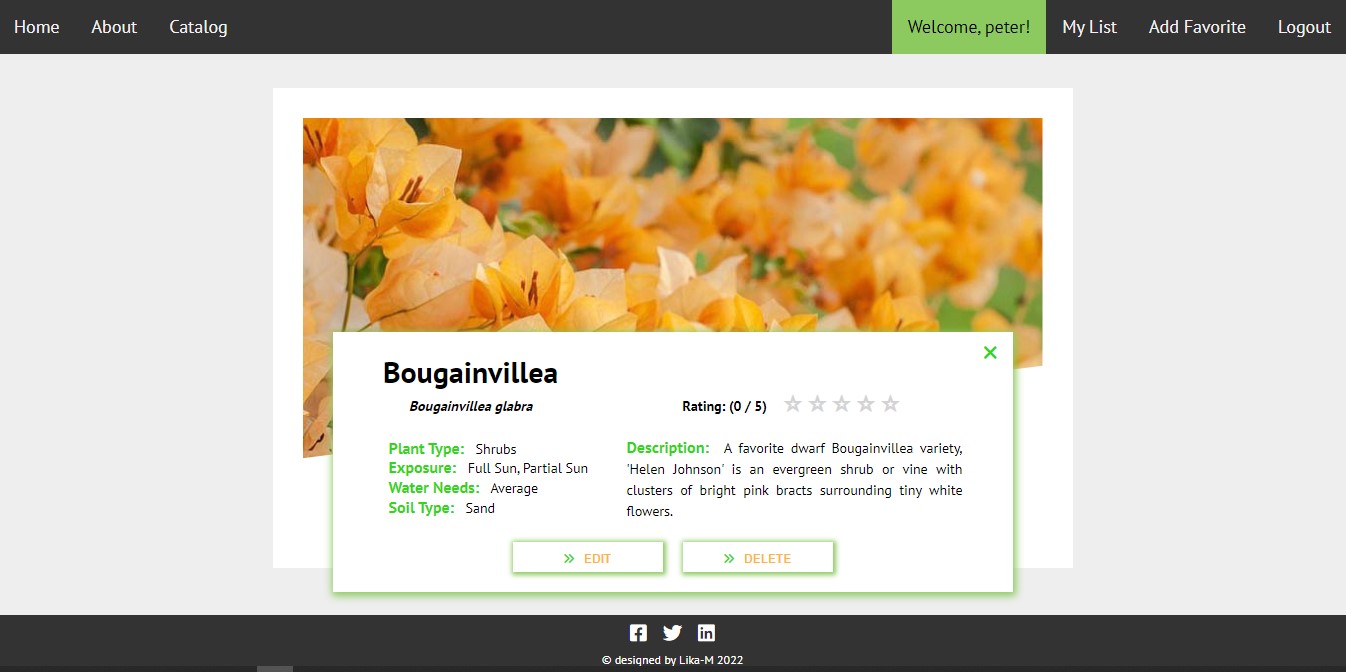 Home About Catalog Welcome, peter! My List Add Favorite Logout
Bougainvillea
Bougainvillea glabra
Rating: (0 / 5)
Plant Type: Shrubs
Exposure: Full Sun, Partial Sun
Water Needs: Average
Soil Type: Sand
Description: A favorite dwarf Bougainvillea variety,
'Helen Johnson' is an evergreen shrub or vine with
clusters of bright pink bracts surrounding tiny white
flowers.
EDIT
DELETE
© designed by Lika-M 2022